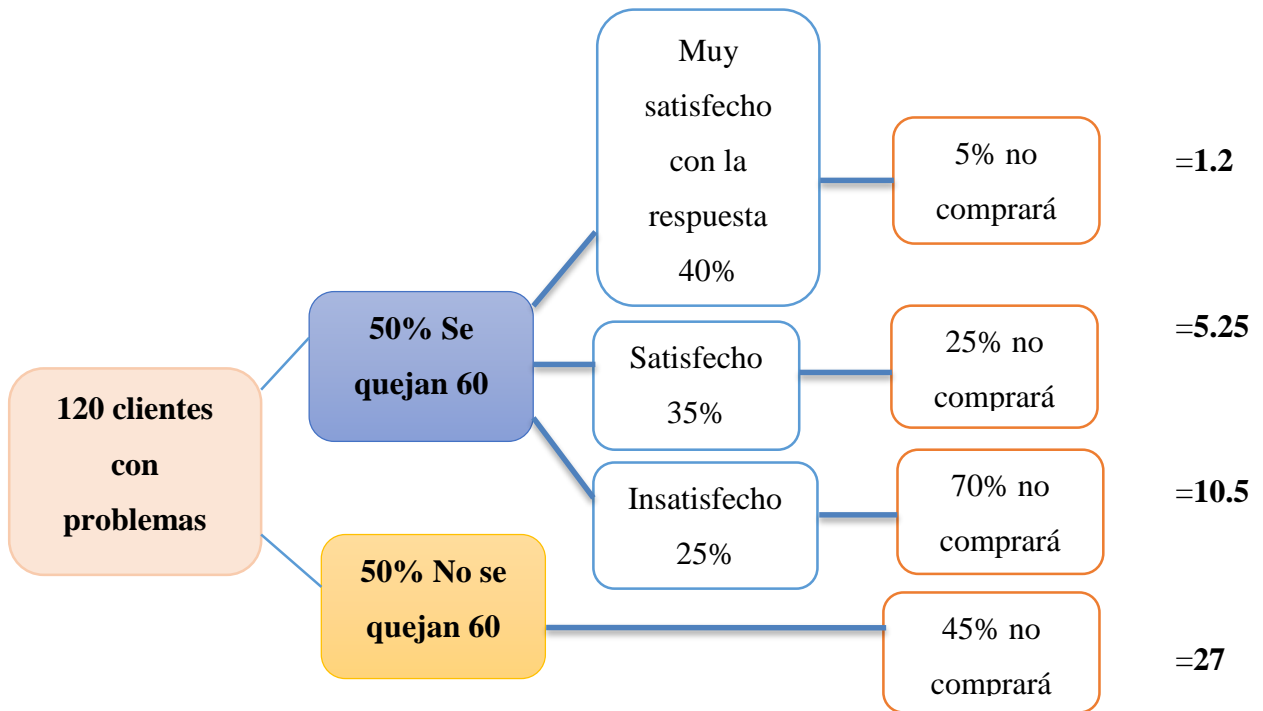 120 clientes
con
problemas
50% Se
quejan 60
50% No se
quejan 60
Muy
satisfecho
con la
respuesta
40%
Satisfecho
35%
Insatisfecho
25%
5% no
comprará
25% no
comprará
70% no
comprará
45% no
comprará
=1.2
=5.25
=10.5
=27